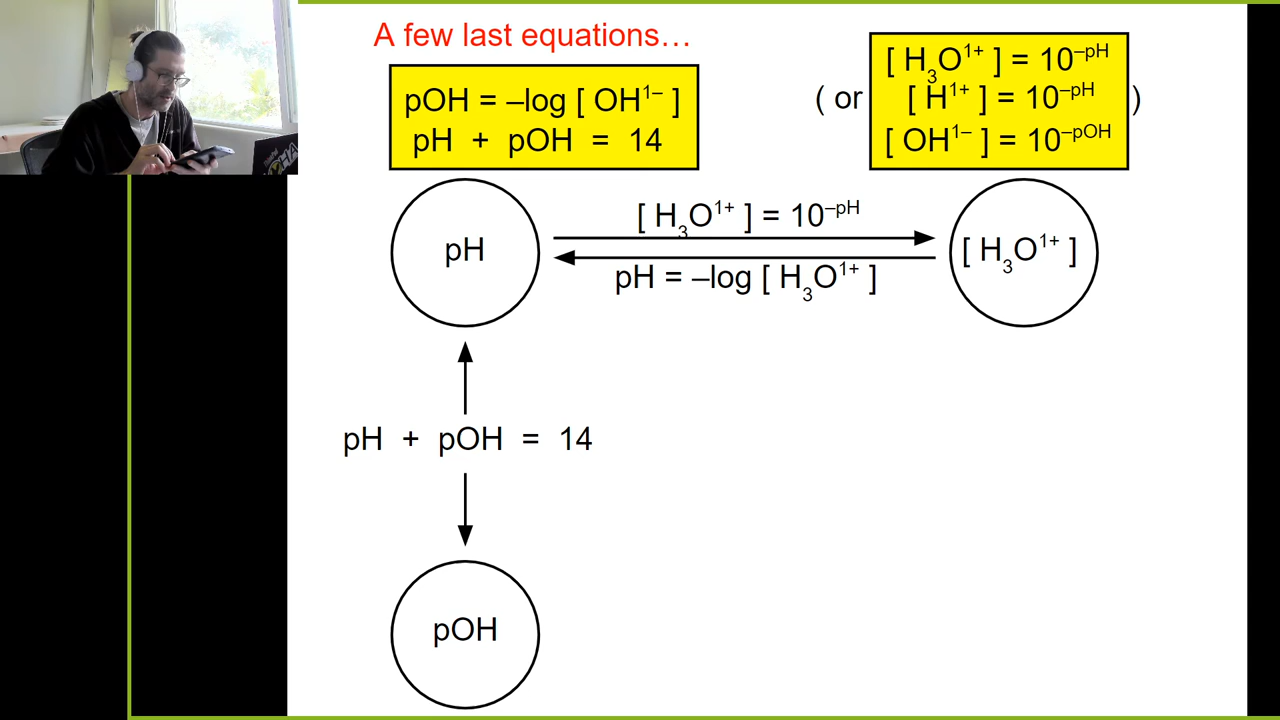 A few last equations…
pOH = –log [ OH¹⁻ ]
pH + pOH = 14
[ H₃O¹⁺ ] = 10⁻ᵖᴴ
( or [ H¹⁺ ] = 10⁻ᵖᴴ )
[ OH¹⁻ ] = 10⁻ᵖᴼᴴ
pH
[ H₃O¹⁺ ] = 10⁻ᵖᴴ
pH = –log [ H₃O¹⁺ ]
[ H₃O¹⁺ ]
pH + pOH = 14
pOH